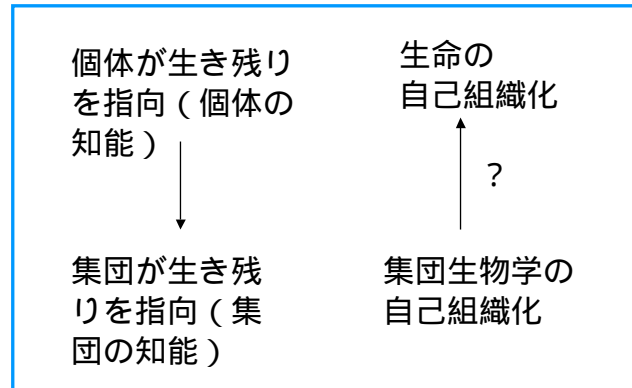 個体が生き残り
を指向（個体の
知能）
集団が生き残
りを指向（集
団の知能）
生命の
自己組織化
？
集団生物学の
自己組織化